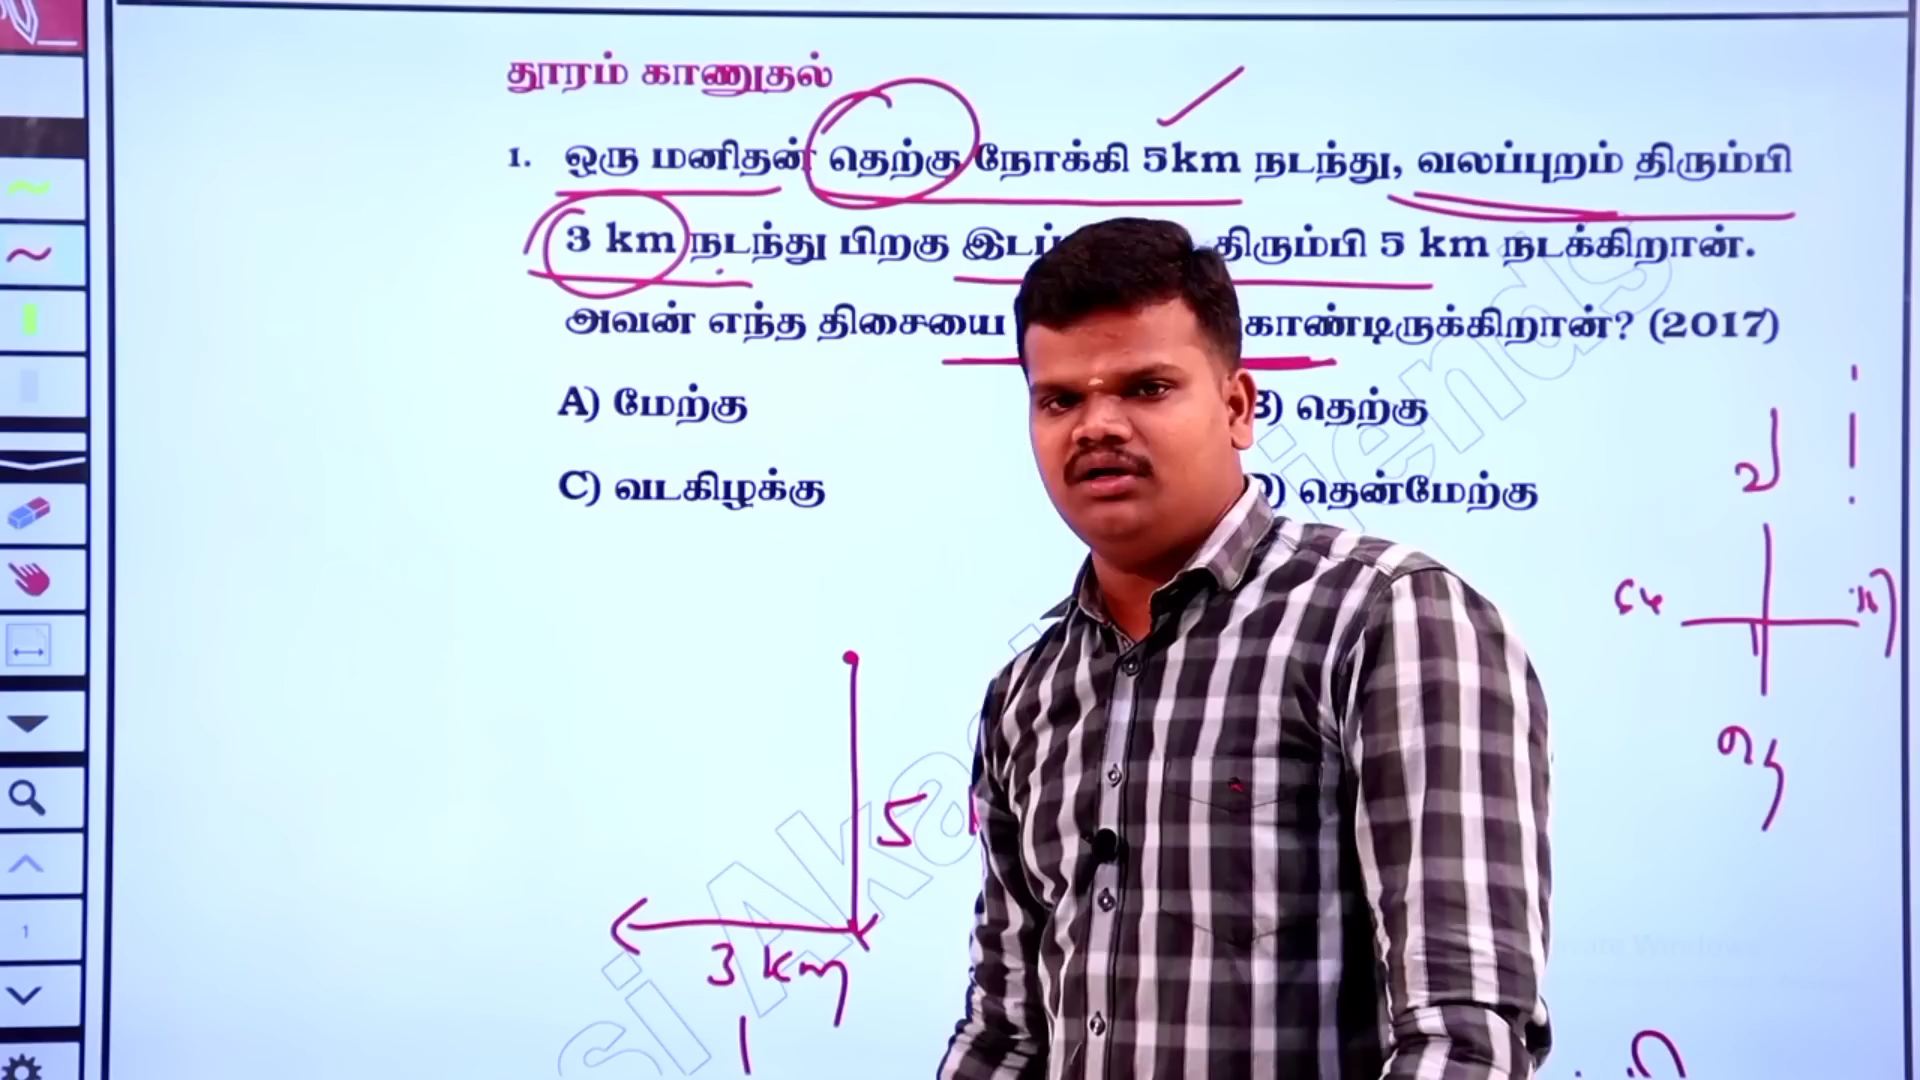 தூரம் காணுதல்
1. ஒரு மனிதன் தெற்கு நோக்கி 5km நடந்து, வலப்புறம் திரும்பி
3 km நடந்து பிறகு திரும்பி 5 km நடக்கிறான்.
அவன் எந்த திசையை (2017)
A) மேற்கு
B) தெற்கு
C) வடகிழக்கு
D) தென்மேற்கு
5
3 km
1